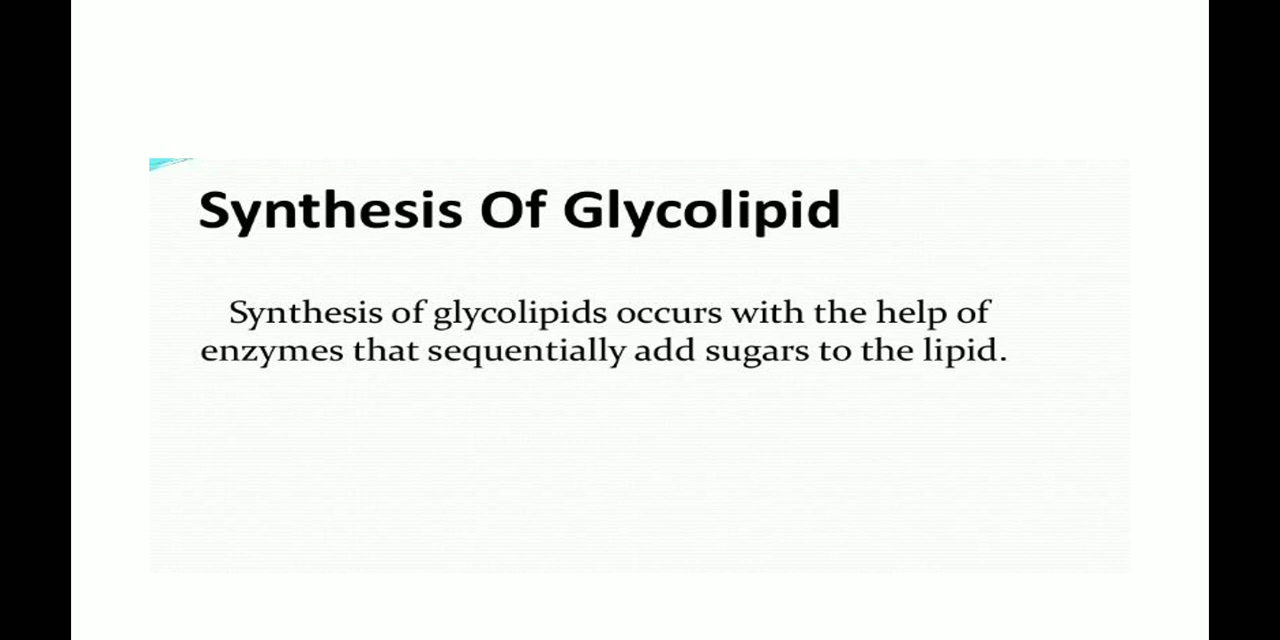 Synthesis Of Glycolipid
Synthesis of glycolipids occurs with the help of
enzymes that sequentially add sugars to the lipid.